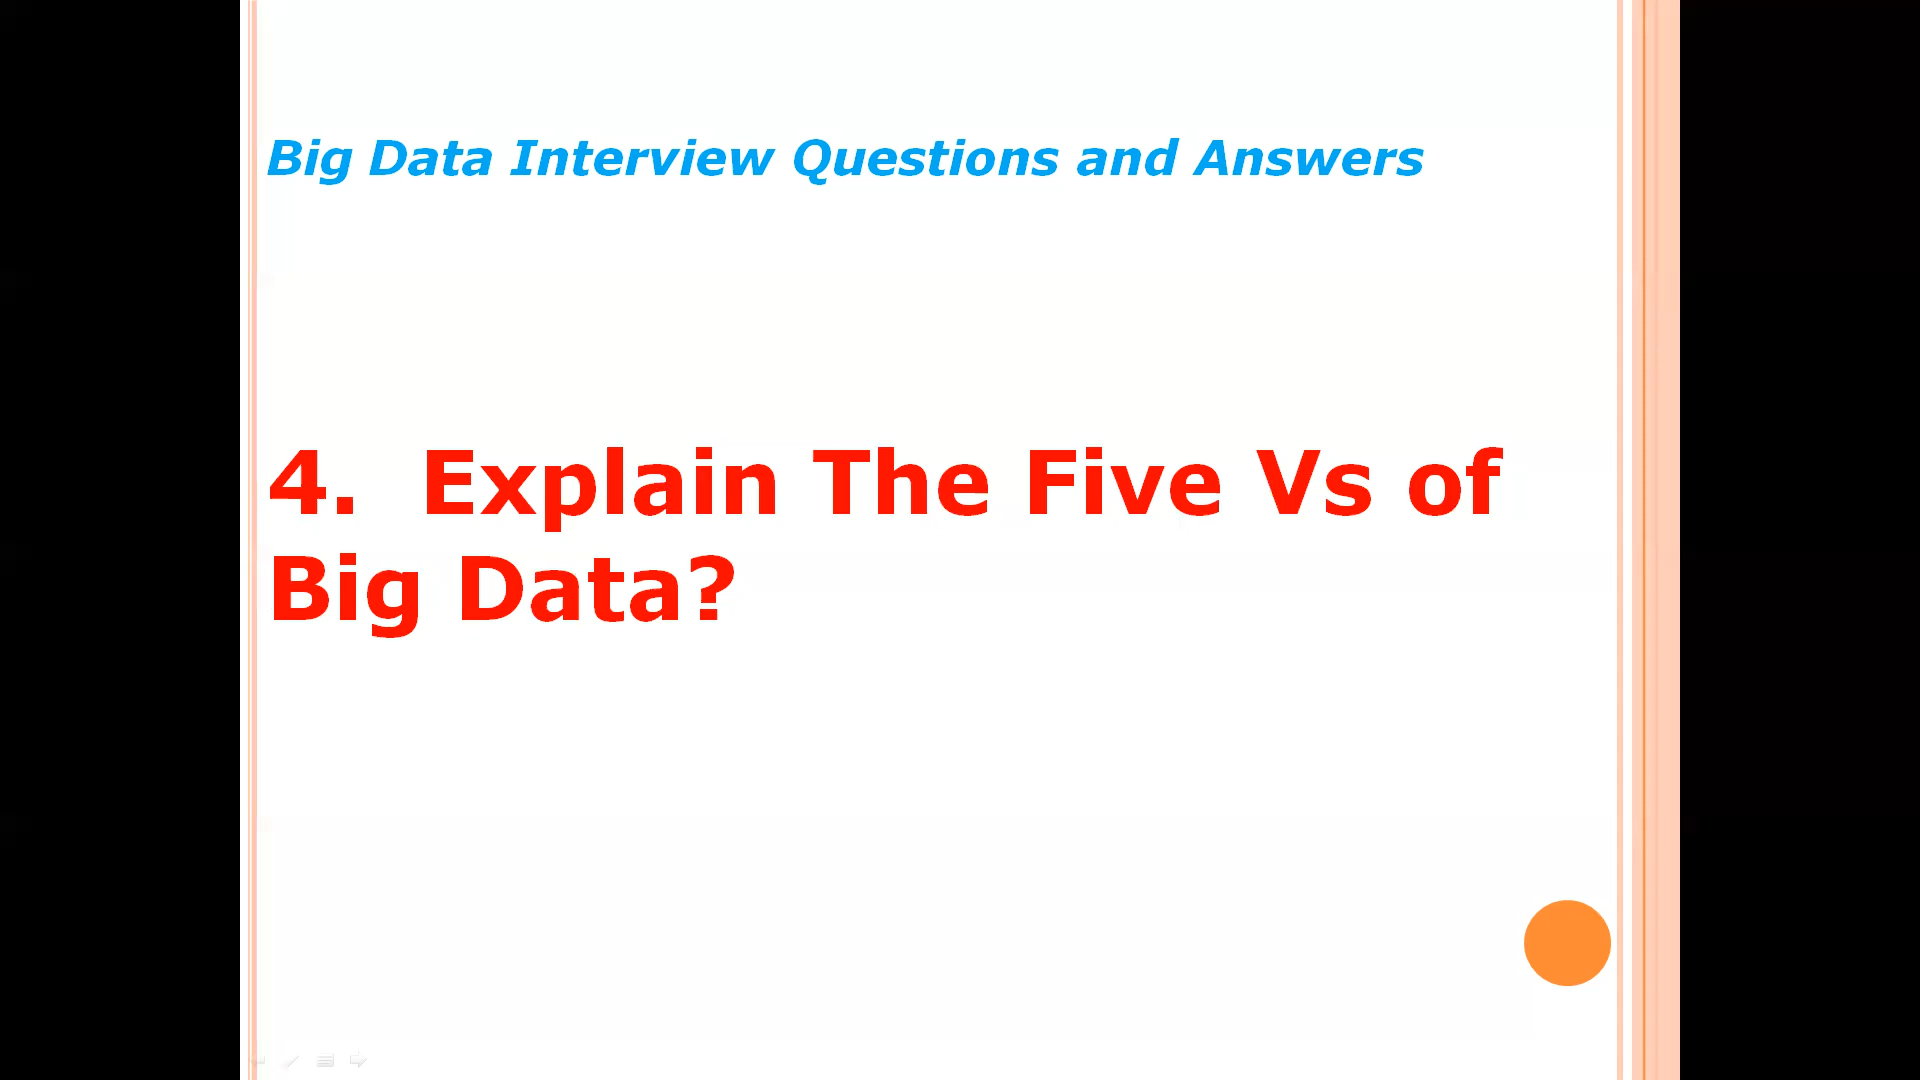 Big Data Interview Questions and Answers
4. Explain The Five Vs of
Big Data?